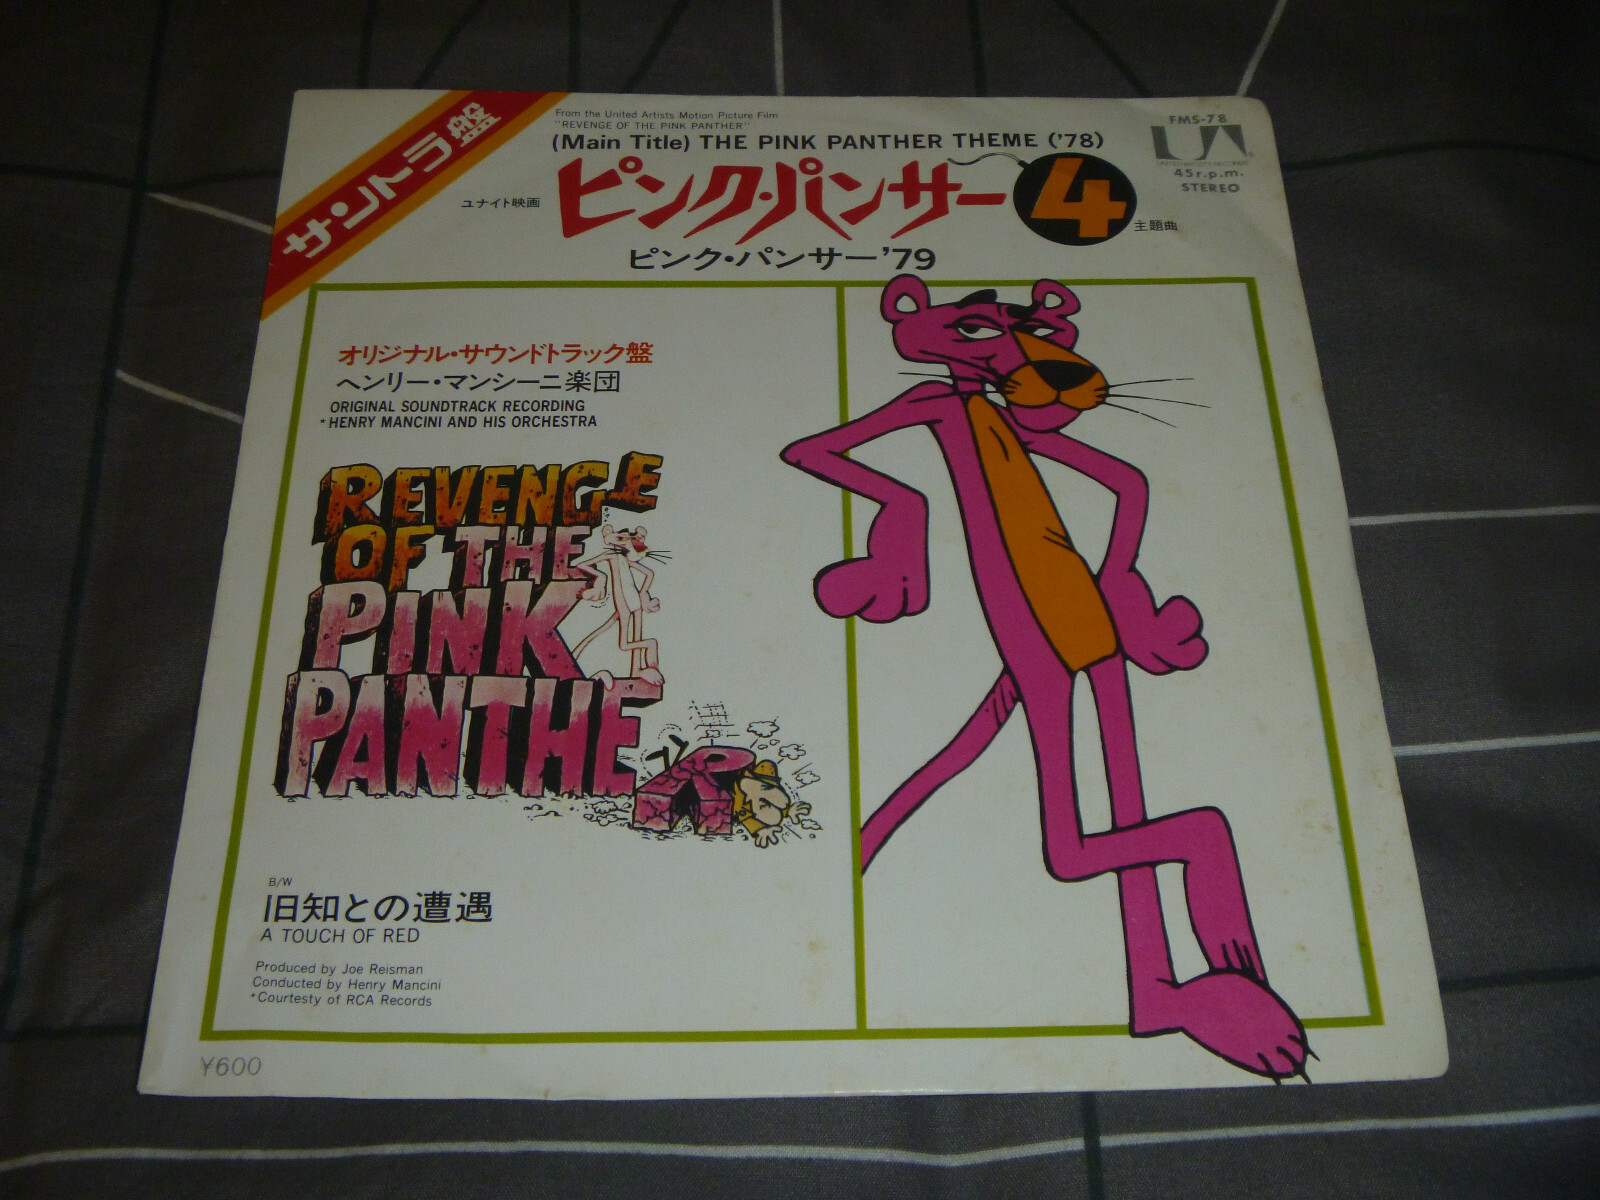 サントラ盤
From the United Artists Motion Picture Film
"REVENGE OF THE PINK PANTHER"
(Main Title) THE PINK PANTHER THEME ('78)
FMS-78
UA
UNITED ARTISTS RECORDS
45r.p.m.
STEREO
ユナイト映画
ピンク・パンサー4
主題曲
ピンク・パンサー'79
オリジナル・サウンドトラック盤
ヘンリー・マンシーニ楽団
ORIGINAL SOUNDTRACK RECORDING
*HENRY MANCINI AND HIS ORCHESTRA
REVENGE
OF THE
PINK
PANTHER
B/W
旧知との遭遇
A TOUCH OF RED
Produced by Joe Reisman
Conducted by Henry Mancini
*Courtesty of RCA Records
¥600